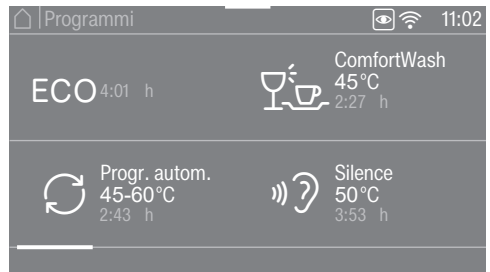 Programmi 11:02
ECO 4:01 h
ComfortWash
45°C
2:27 h
Progr. autom.
45-60°C
2:43 h
Silence
50°C
3:53 h